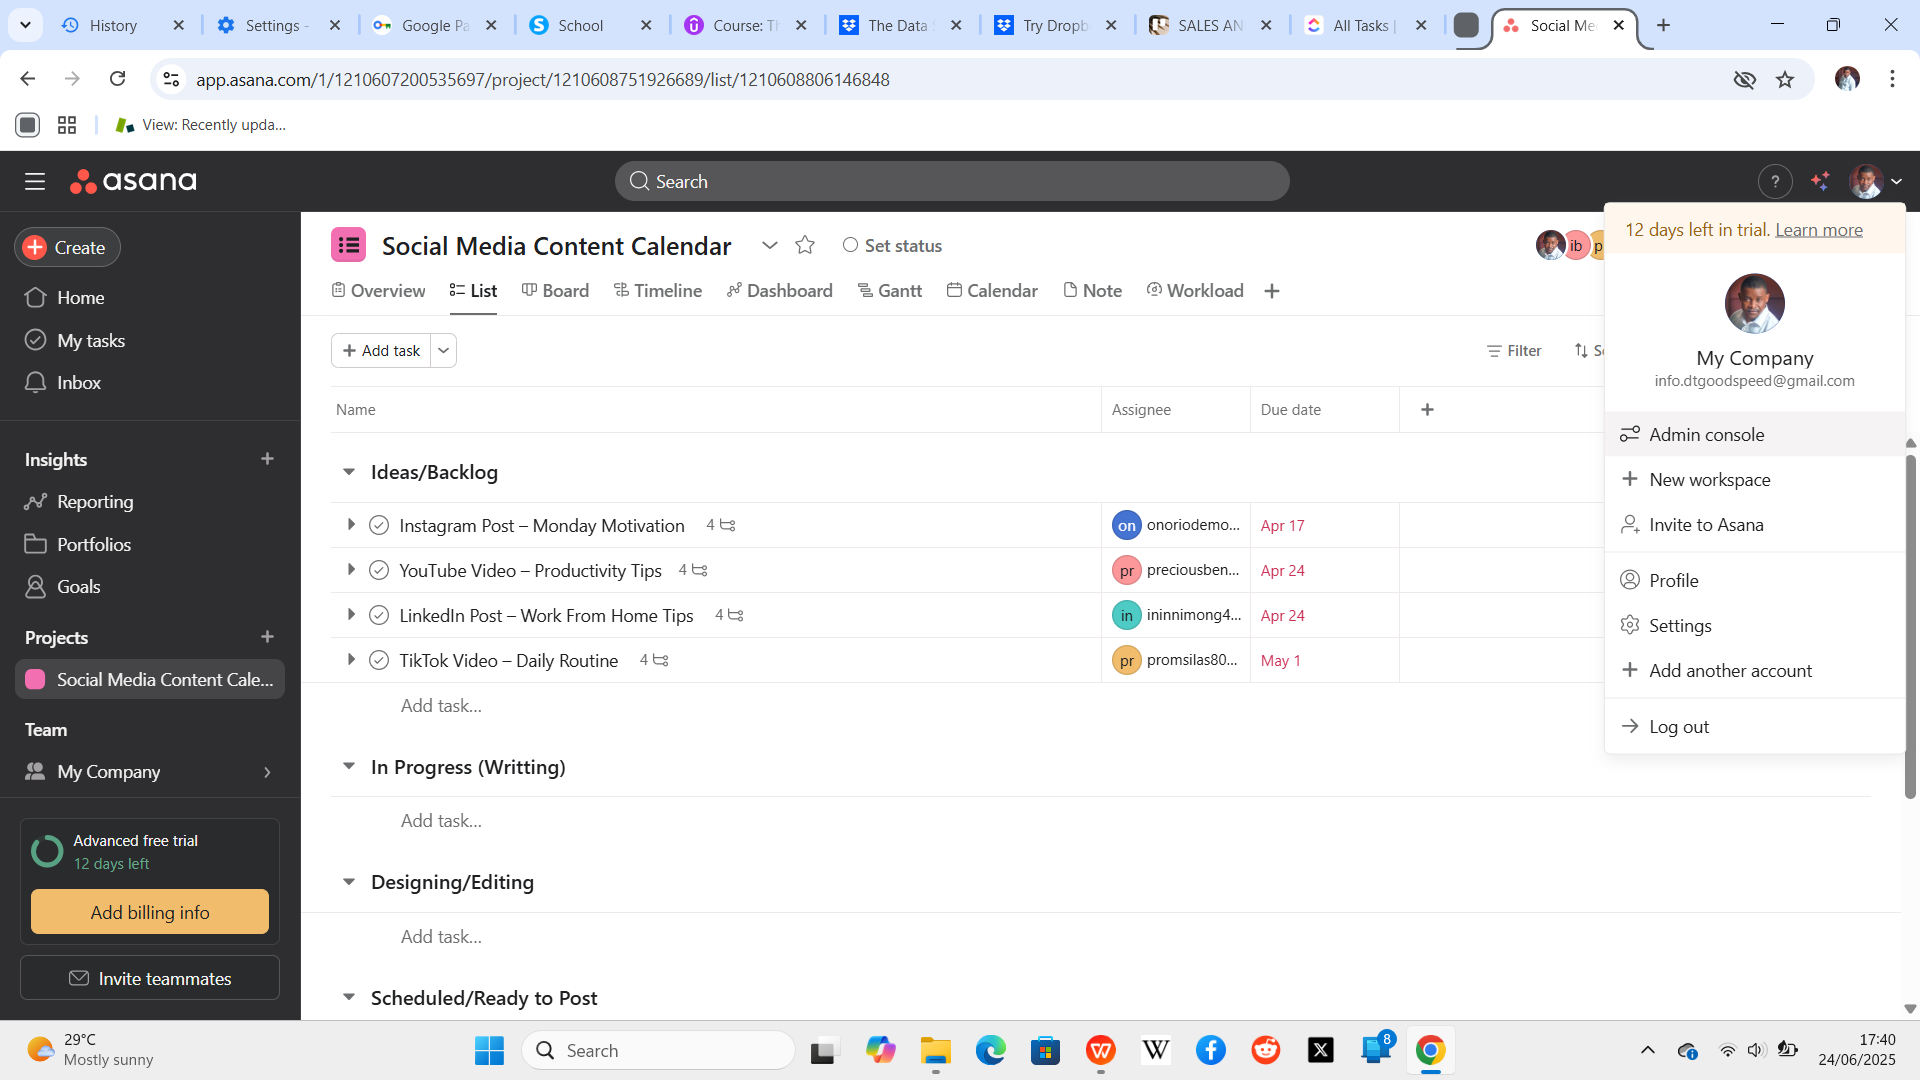 History
Settings -
Google Pa
School
Course: Th
The Data S
Try Dropb
SALES AN
All Tasks |
Social Me
app.asana.com/1/1210607200535697/project/1210608751926689/list/1210608806146848
View: Recently upda...
asana
Search
?
Create
Home
My tasks
Inbox
Insights
Reporting
Portfolios
Goals
Projects
Social Media Content Cale...
Team
My Company
Advanced free trial
12 days left
Add billing info
Invite teammates
Social Media Content Calendar
Set status
ib
p
Overview
List
Board
Timeline
Dashboard
Gantt
Calendar
Note
Workload
Add task
Filter
So
Name
Assignee
Due date
Ideas/Backlog
Instagram Post – Monday Motivation 4 on onoriodemo... Apr 17
YouTube Video – Productivity Tips 4 pr preciousben... Apr 24
LinkedIn Post – Work From Home Tips 4 in ininnimong4... Apr 24
TikTok Video – Daily Routine 4 pr promsilas80... May 1
Add task...
In Progress (Writting)
Add task...
Designing/Editing
Add task...
Scheduled/Ready to Post
12 days left in trial. Learn more
My Company
info.dtgoodspeed@gmail.com
Admin console
New workspace
Invite to Asana
Profile
Settings
Add another account
Log out
29°C
Mostly sunny
Search
W
8
17:40
24/06/2025